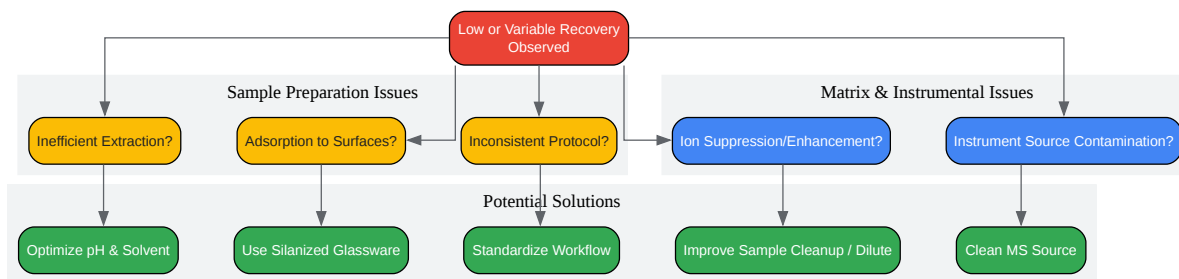 Low or Variable Recovery
Observed
Sample Preparation Issues
Matrix & Instrumental Issues
Inefficient Extraction?
Adsorption to Surfaces?
Inconsistent Protocol?
Ion Suppression/Enhancement?
Instrument Source Contamination?
Potential Solutions
Optimize pH & Solvent
Use Silanized Glassware
Standardize Workflow
Improve Sample Cleanup / Dilute
Clean MS Source